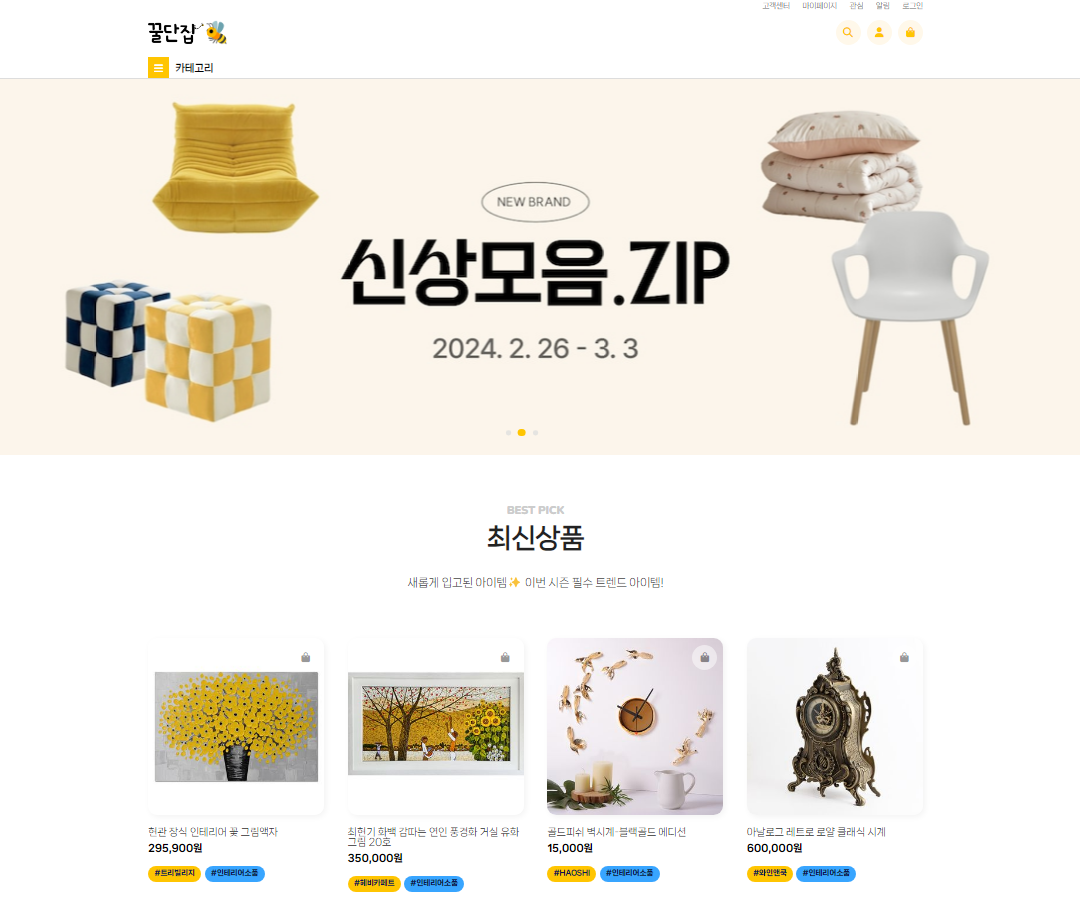 고객센터 마이페이지 관심 알림 로그인
꿀단집
카테고리
NEW BRAND
신상모음.ZIP
2024. 2. 26 - 3. 3
BEST PICK
최신상품
새롭게 입고된 아이템✨ 이번 시즌 필수 트렌드 아이템!
현관 장식 인테리어 꽃 그림액자
295,900원
#트리빌리지 #인테리어소품
최헌기 화백 감따는 연인 풍경화 거실 유화
그림 20호
350,000원
#헤비카페트 #인테리어소품
골드피쉬 벽시계-블랙골드 에디션
15,000원
#HAOSHI #인테리어소품
아날로그 레트로 로얄 클래식 시계
600,000원
#와인앤쿡 #인테리어소품